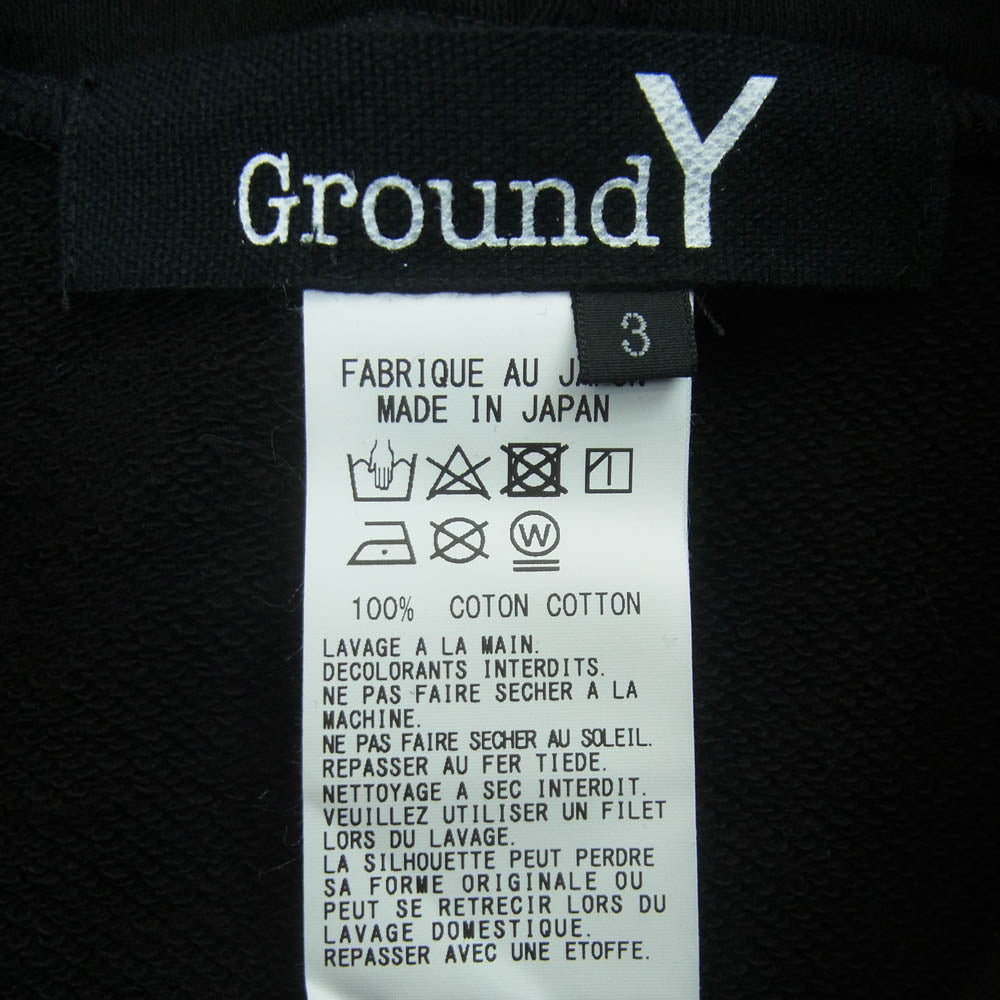 GroundY
3
FABRIQUE AU
MADE IN JAPAN
W
100% COTON COTTON
LAVAGE A LA MAIN.
DECOLORANTS INTERDITS.
NE PAS FAIRE SECHER A LA
MACHINE.
NE PAS FAIRE SECHER AU SOLEIL.
REPASSER AU FER TIEDE.
NETTOYAGE A SEC INTERDIT.
VEUILLEZ UTILISER UN FILET
LORS DU LAVAGE.
LA SILHOUETTE PEUT PERDRE
SA FORME ORIGINALE OU
PEUT SE RETRECIR LORS DU
LAVAGE DOMESTIQUE.
REPASSER AVEC UNE ETOFFE.